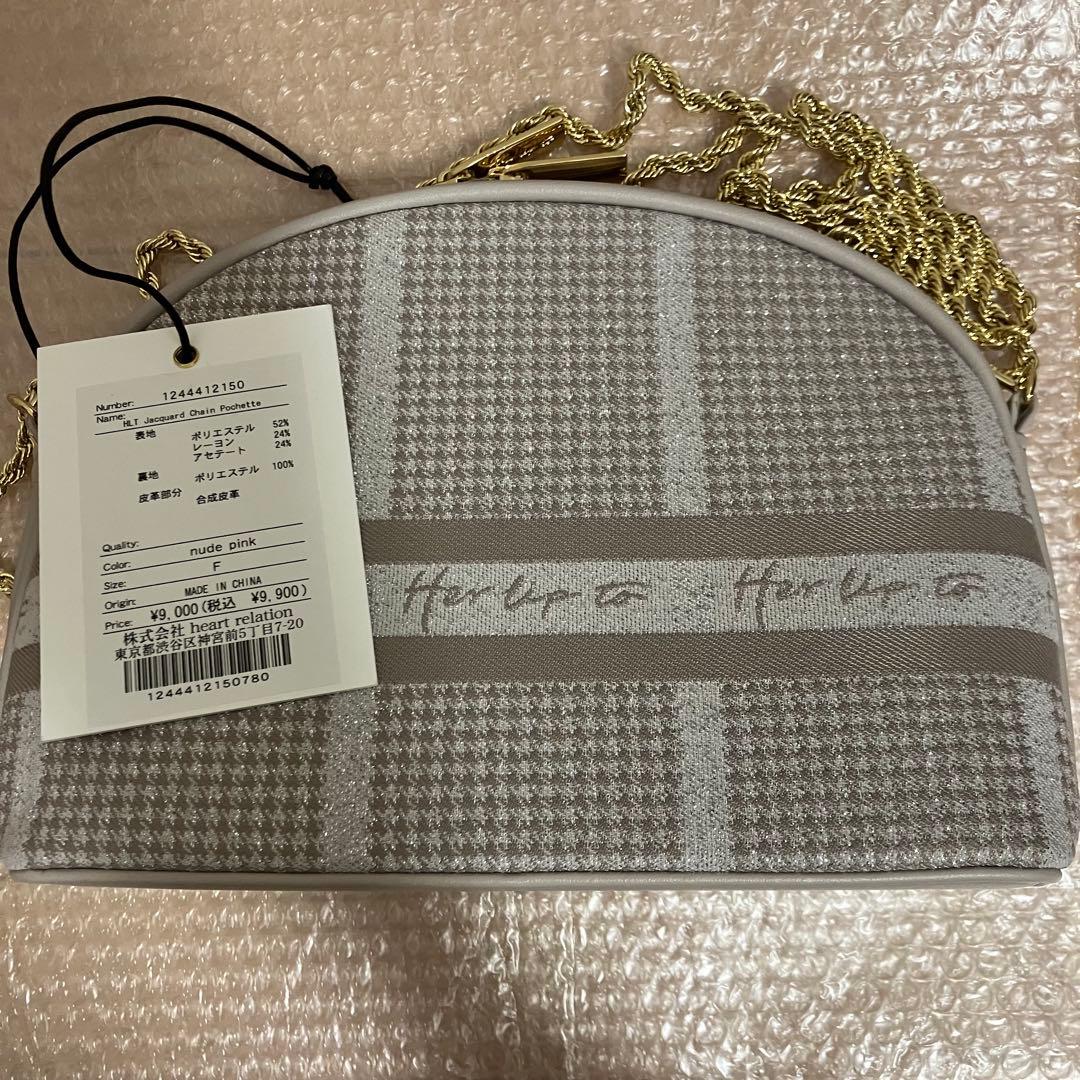 Number: 1244412150
Name: HLT Jacquard Chain Pochette
表地 ポリエステル 52%
レーヨン 24%
アセテート 24%
裏地 ポリエステル 100%
皮革部分 合成皮革
Quality:
Color: nude pink
Size: F
Origin: MADE IN CHINA
Price: ¥9,000(税込 ¥9,900)
株式会社 heart relation
東京都渋谷区神宮前5丁目7-20
1244412150780
Her lip to Her lip to